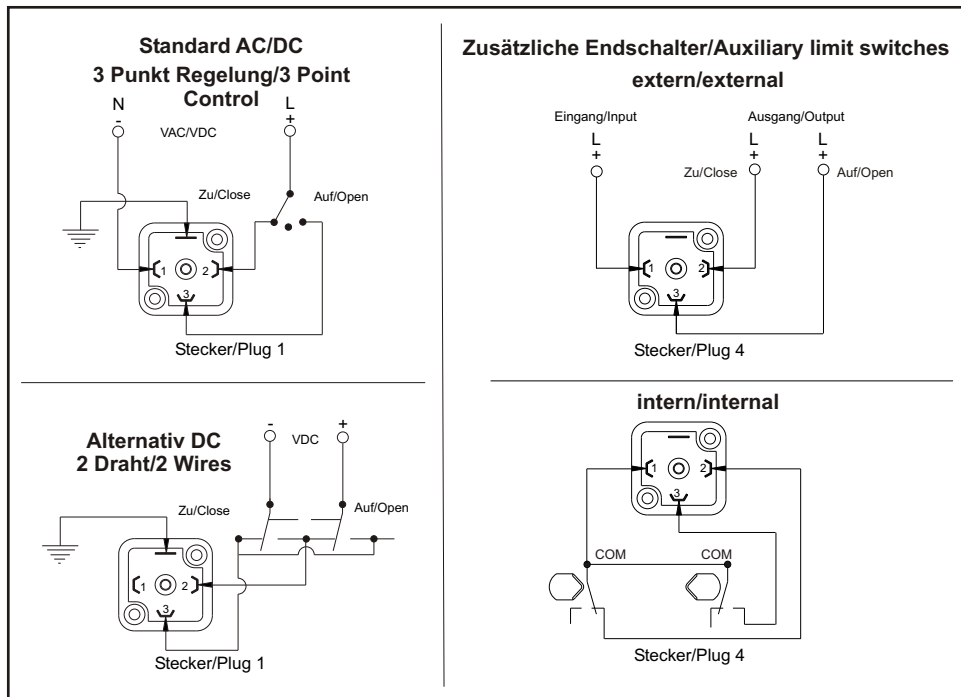 Standard AC/DC
3 Punkt Regelung/3 Point
Control
N
-
VAC/VDC
L
+
Zu/Close
Auf/Open
1
2
3
Stecker/Plug 1
Alternativ DC
2 Draht/2 Wires
-
VDC
+
Zu/Close
Auf/Open
1
2
3
Stecker/Plug 1
Zusätzliche Endschalter/Auxiliary limit switches
extern/external
Eingang/Input
Ausgang/Output
L
+
L
+
L
+
Zu/Close
Auf/Open
1
2
3
Stecker/Plug 4
intern/internal
1
2
3
COM
COM
Stecker/Plug 4